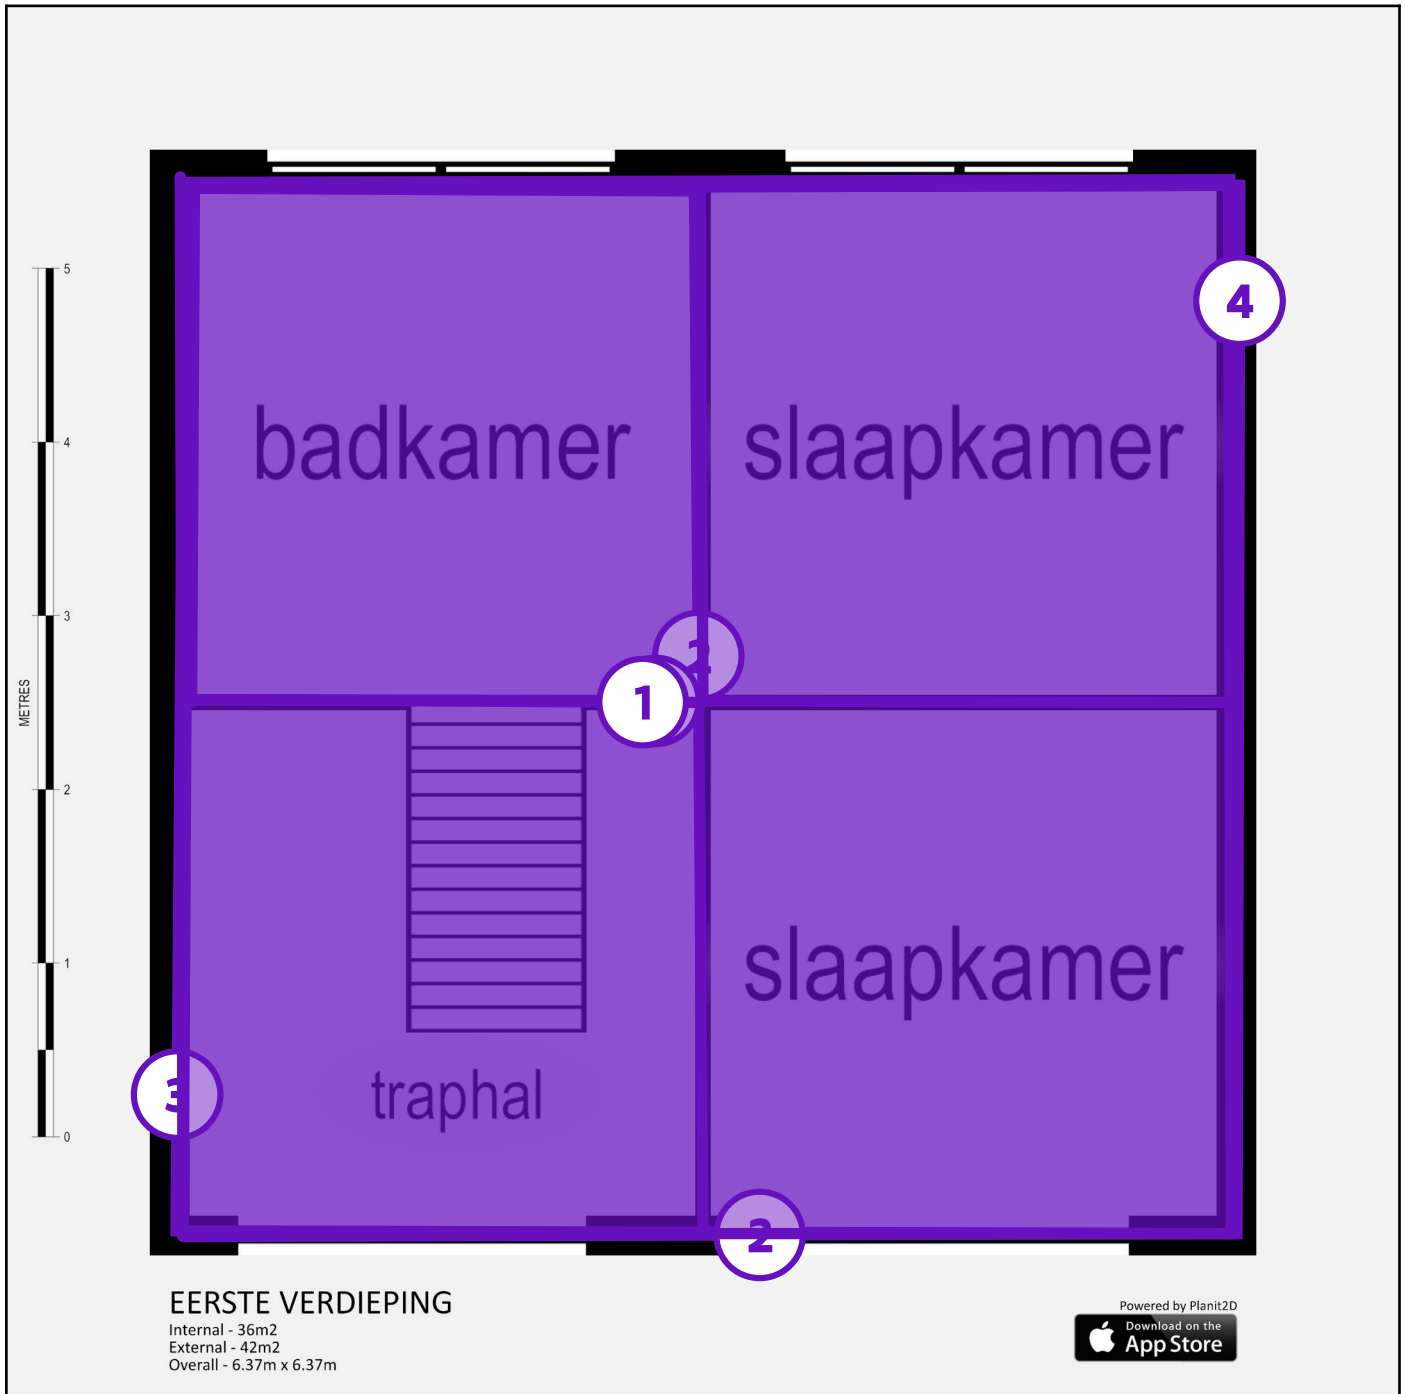 4
badkamer
slaapkamer
5
4
3
2
1
0
METRES
2
1
slaapkamer
3
traphal
2
EERSTE VERDIEPING
Internal - 36m2
External - 42m2
Overall - 6.37m x 6.37m
Powered by Planit2D
Download on the
App Store